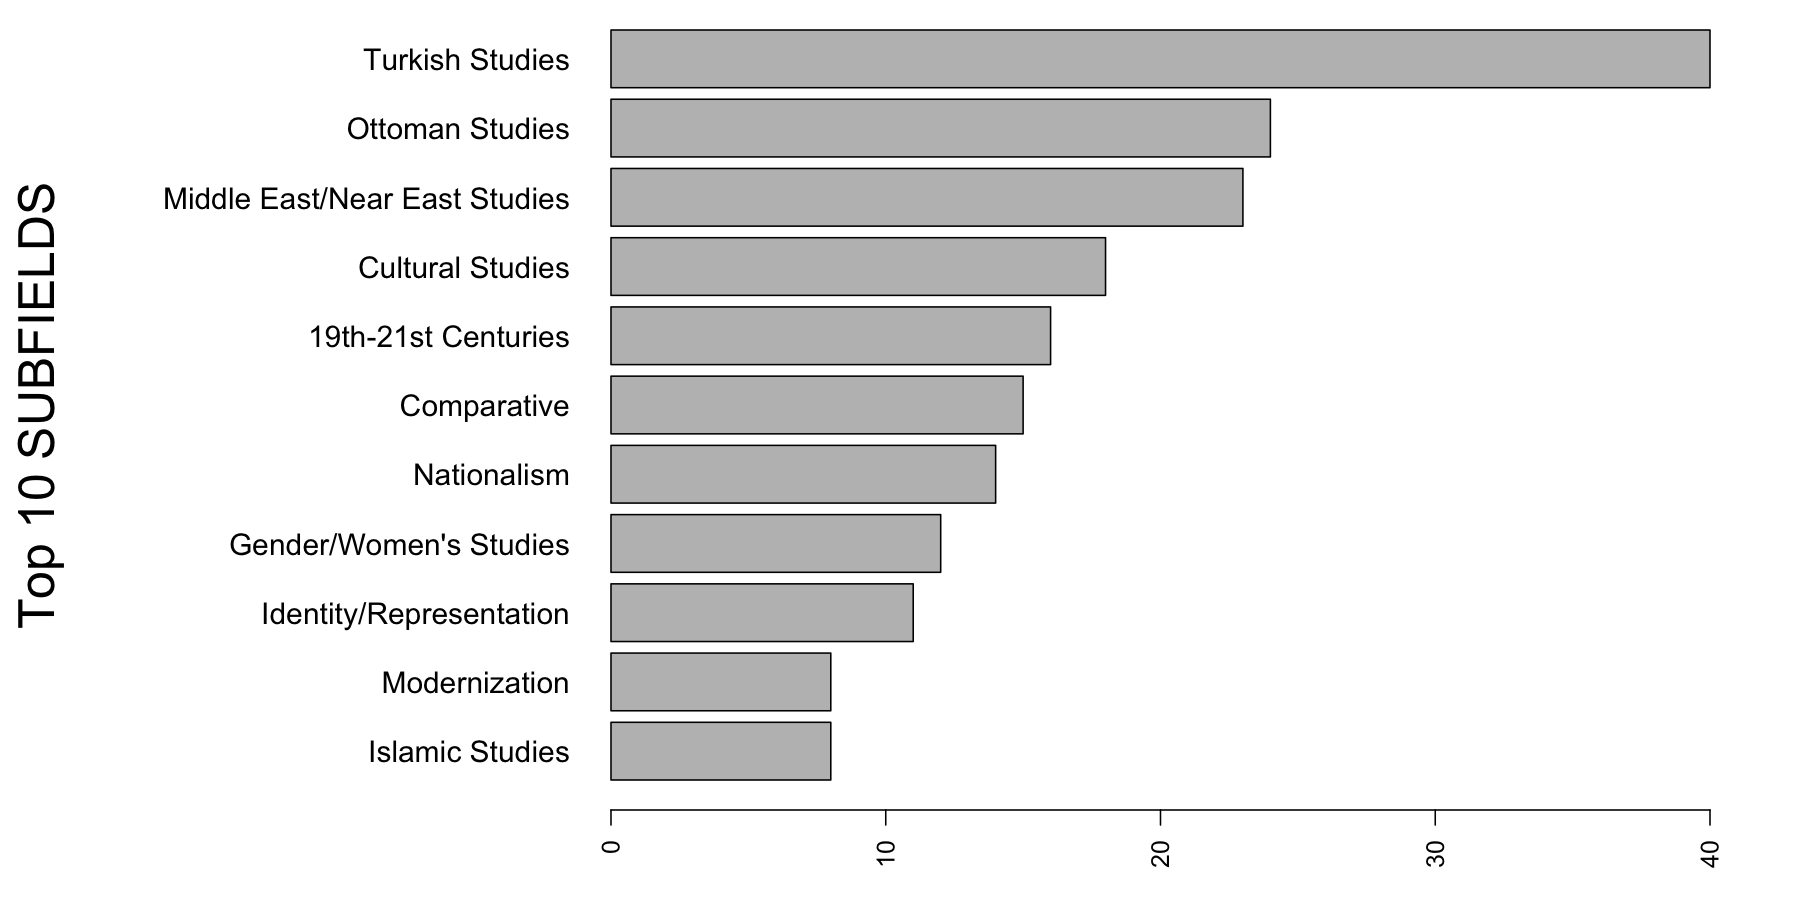 Top 10 SUBFIELDS
Turkish Studies
Ottoman Studies
Middle East/Near East Studies
Cultural Studies
19th-21st Centuries
Comparative
Nationalism
Gender/Women's Studies
Identity/Representation
Modernization
Islamic Studies
0
10
20
30
40